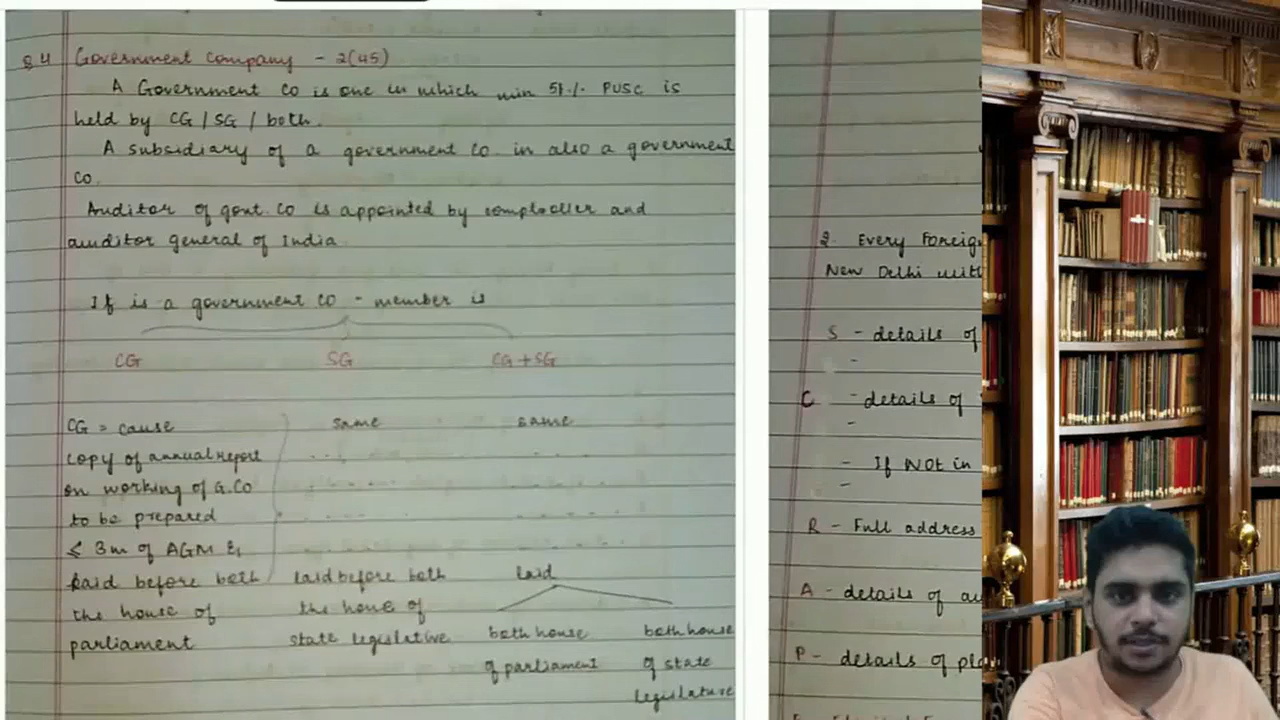 84 Government Company - 2(45)
A Government Co is one in which min 51% PUSC is
held by CG / SG / both.
A subsidiary of a government Co. in also a government
Co.
Auditor of govt. Co is appointed by comptroller and
auditor general of India
If is a government Co - member is
CG SG CG + SG
CG = cause same same
copy of annual report
on working of G.Co
to be prepared
≤ 3m of AGM &
laid before both laid before both laid
the house of the house of
parliament state legislative both house both house
of parliament of state
legislature
2. Every Foreig
New Delhi with
S - details of
-
C - details of
-
- If NOT in
-
R - Full address
A - details of au
P - details of pla